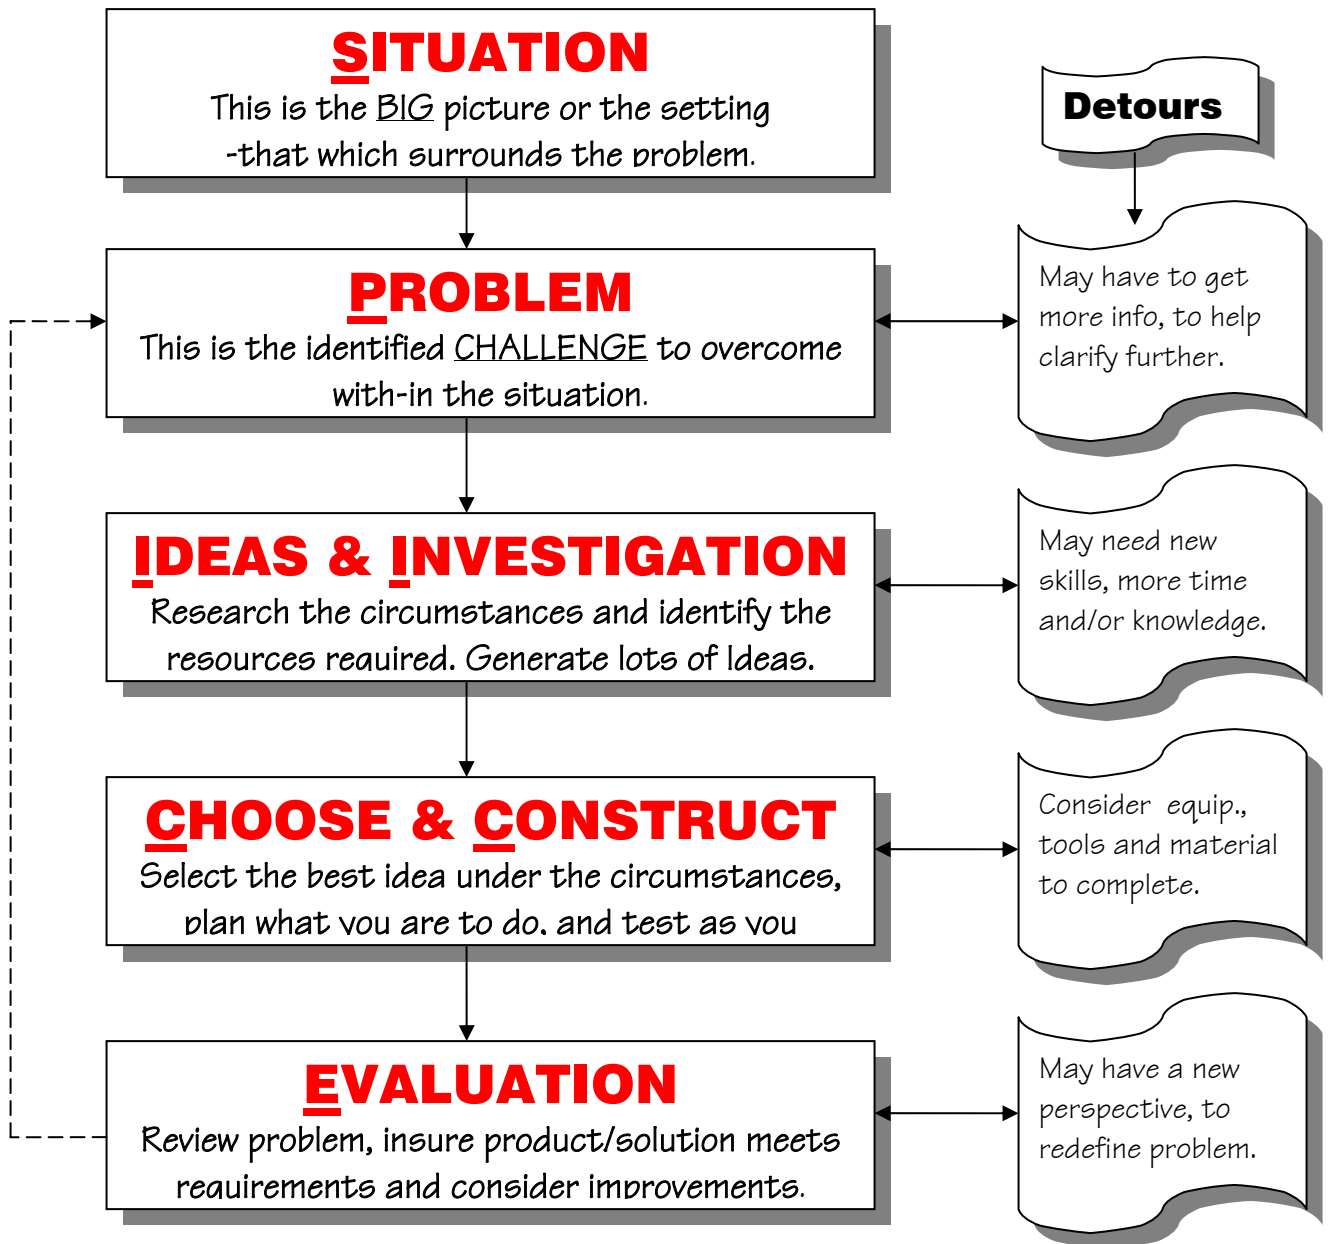 SITUATION
This is the BIG picture or the setting
-that which surrounds the problem.
Detours
PROBLEM
This is the identified CHALLENGE to overcome
with-in the situation.
May have to get
more info, to help
clarify further.
IDEAS & INVESTIGATION
Research the circumstances and identify the
resources required. Generate lots of Ideas.
May need new
skills, more time
and/or knowledge.
CHOOSE & CONSTRUCT
Select the best idea under the circumstances,
plan what you are to do, and test as you
Consider equip.,
tools and material
to complete.
EVALUATION
Review problem, insure product/solution meets
requirements and consider improvements.
May have a new
perspective, to
redefine problem.